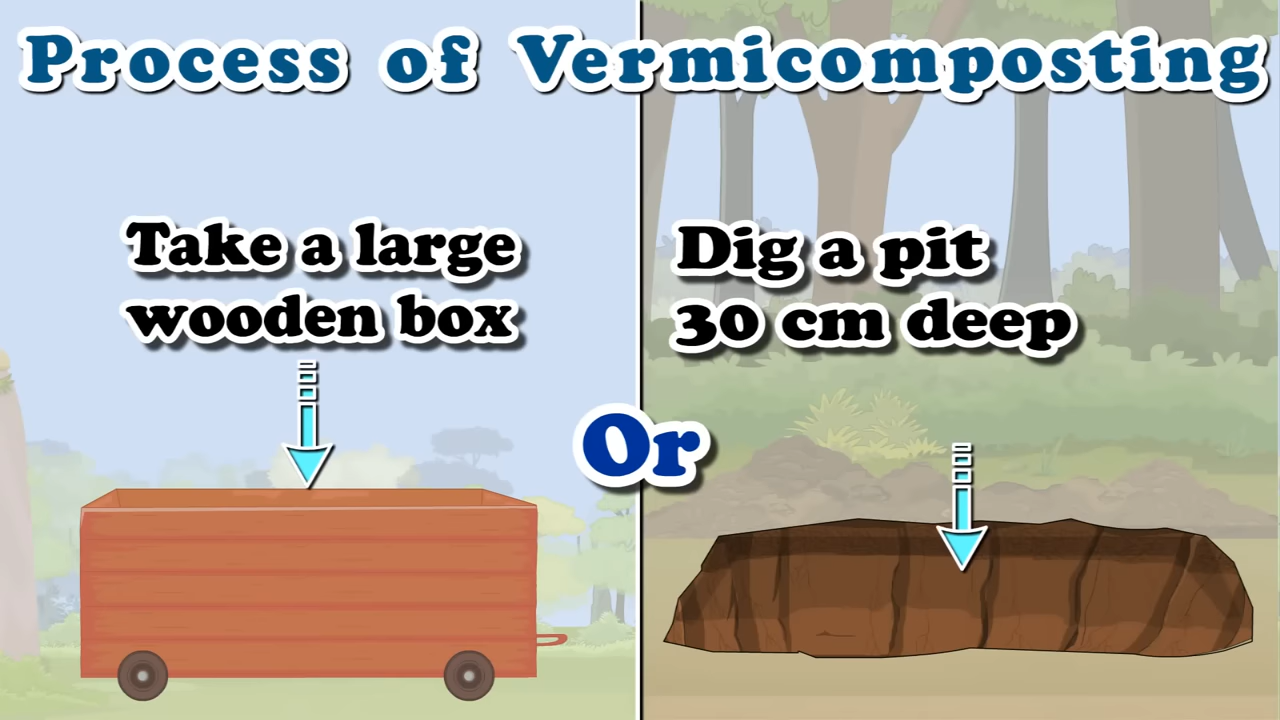 Process of Vermicomposting
Take a large
wooden box
Or
Dig a pit
30 cm deep